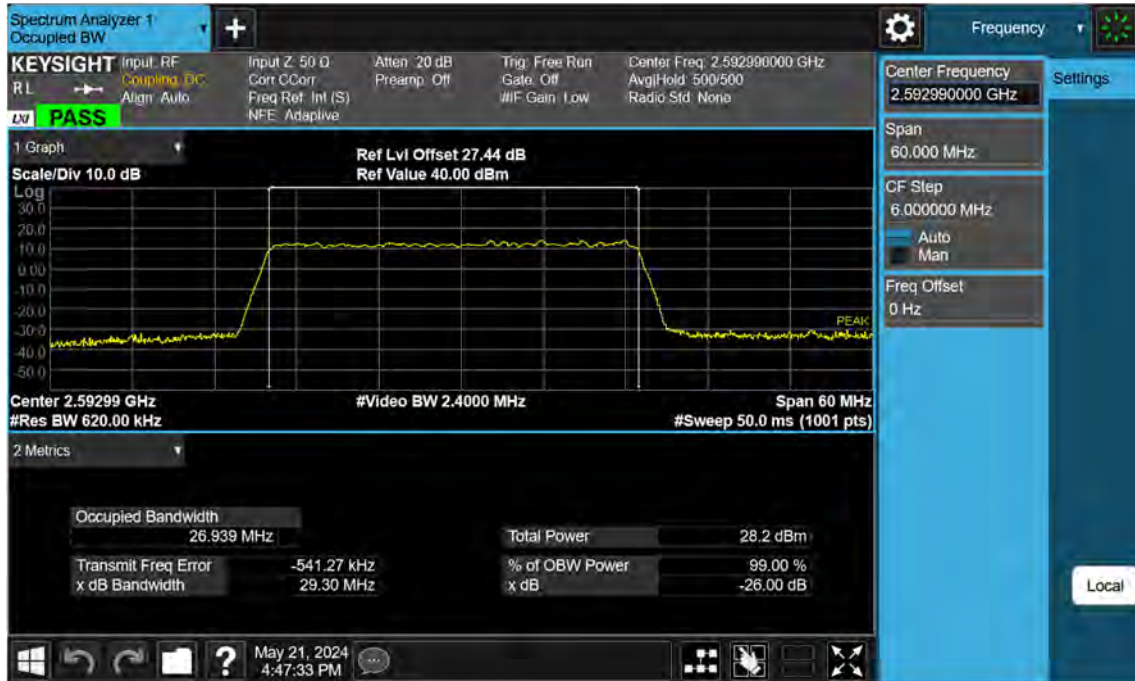 Spectrum Analyzer 1
Occupied BW
+
Frequency
KEYSIGHT
R L
LXI PASS
Input: RF
Coupling: DC
Align: Auto
Input Z: 50 Ω
Corr CCorr
Freq Ref: Int (S)
NFE: Adaptive
Atten: 20 dB
Preamp: Off
Trig: Free Run
Gate: Off
#IF Gain: Low
Center Freq: 2.592990000 GHz
Avg|Hold: 500/500
Radio Std: None
Center Frequency
2.592990000 GHz
Settings
Span
60.000 MHz
CF Step
6.000000 MHz
Auto
Man
Freq Offset
0 Hz
1 Graph
Scale/Div 10.0 dB
Ref Lvl Offset 27.44 dB
Ref Value 40.00 dBm
Log
30.0
20.0
10.0
0.00
-10.0
-20.0
-30.0
-40.0
-50.0
PEAK
Center 2.59299 GHz
#Video BW 2.4000 MHz
Span 60 MHz
#Res BW 620.00 kHz
#Sweep 50.0 ms (1001 pts)
2 Metrics
Occupied Bandwidth
26.939 MHz
Total Power 28.2 dBm
Transmit Freq Error -541.27 kHz
% of OBW Power 99.00 %
x dB Bandwidth 29.30 MHz
x dB -26.00 dB
Local
?
May 21, 2024
4:47:33 PM